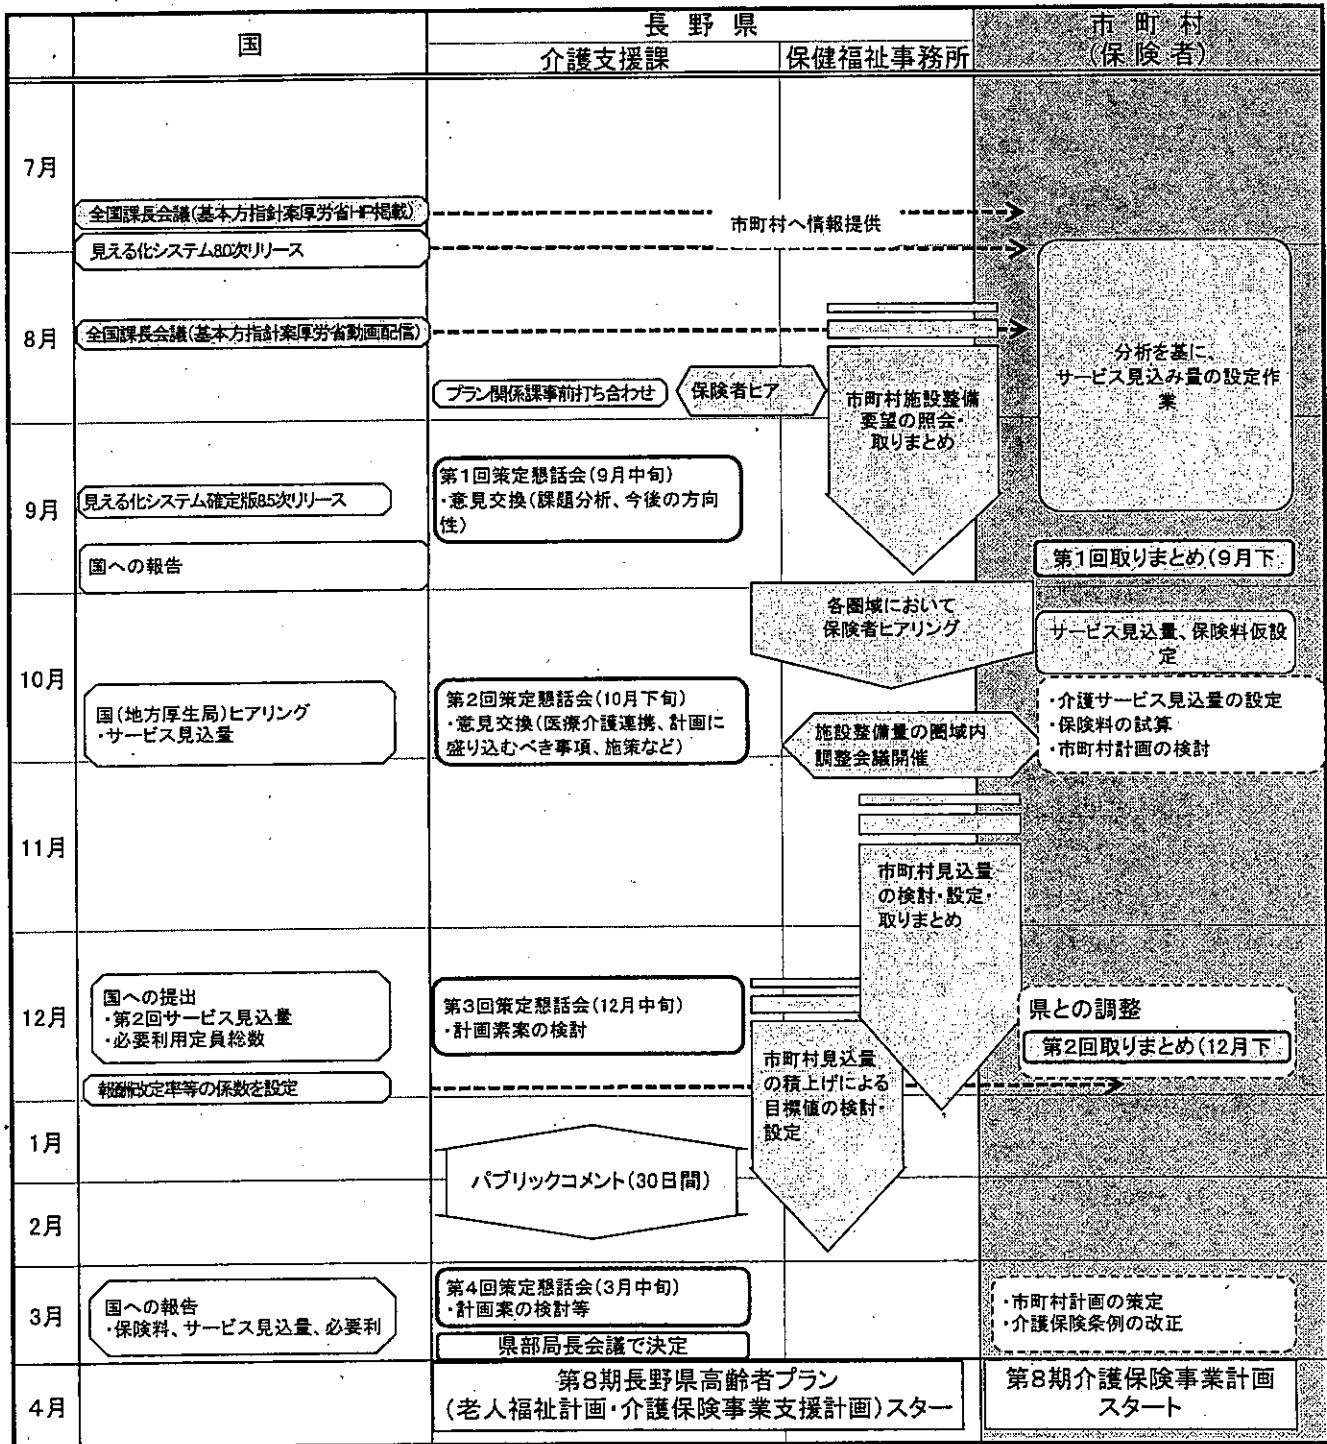 国
長野県
介護支援課
保健福祉事務所
市町村
(保険者)
7月
全国課長会議(基本方指針案厚労省HP掲載)
市町村へ情報提供
見える化システム8.0次リリース
8月
全国課長会議(基本方指針案厚労省動画配信)
分析を基に、
サービス見込み量の設定作
業
プラン関係課事前打ち合わせ
保険者ヒア
市町村施設整備
要望の照会・
取りまとめ
9月
見える化システム確定版8.5次リリース
第1回策定懇話会(9月中旬)
・意見交換(課題分析、今後の方向
性)
国への報告
第1回取りまとめ(9月下
各圏域において
保険者ヒアリング
サービス見込量、保険料仮設
定
10月
国(地方厚生局)ヒアリング
・サービス見込量
第2回策定懇話会(10月下旬)
・意見交換(医療介護連携、計画に
盛り込むべき事項、施策など)
施設整備量の圏域内
調整会議開催
・介護サービス見込量の設定
・保険料の試算
・市町村計画の検討
11月
市町村見込量
の検討・設定・
取りまとめ
12月
国への提出
・第2回サービス見込量
・必要利用定員総数
第3回策定懇話会(12月中旬)
・計画素案の検討
県との調整
第2回取りまとめ(12月下
報酬改定率等の係数を設定
市町村見込量
の積上げによる
目標値の検討・
設定
1月
パブリックコメント(30日間)
2月
3月
国への報告
・保険料、サービス見込量、必要利
第4回策定懇話会(3月中旬)
・計画案の検討等
県部局長会議で決定
・市町村計画の策定
・介護保険条例の改正
4月
第8期長野県高齢者プラン
(老人福祉計画・介護保険事業支援計画)スター
第8期介護保険事業計画
スタート